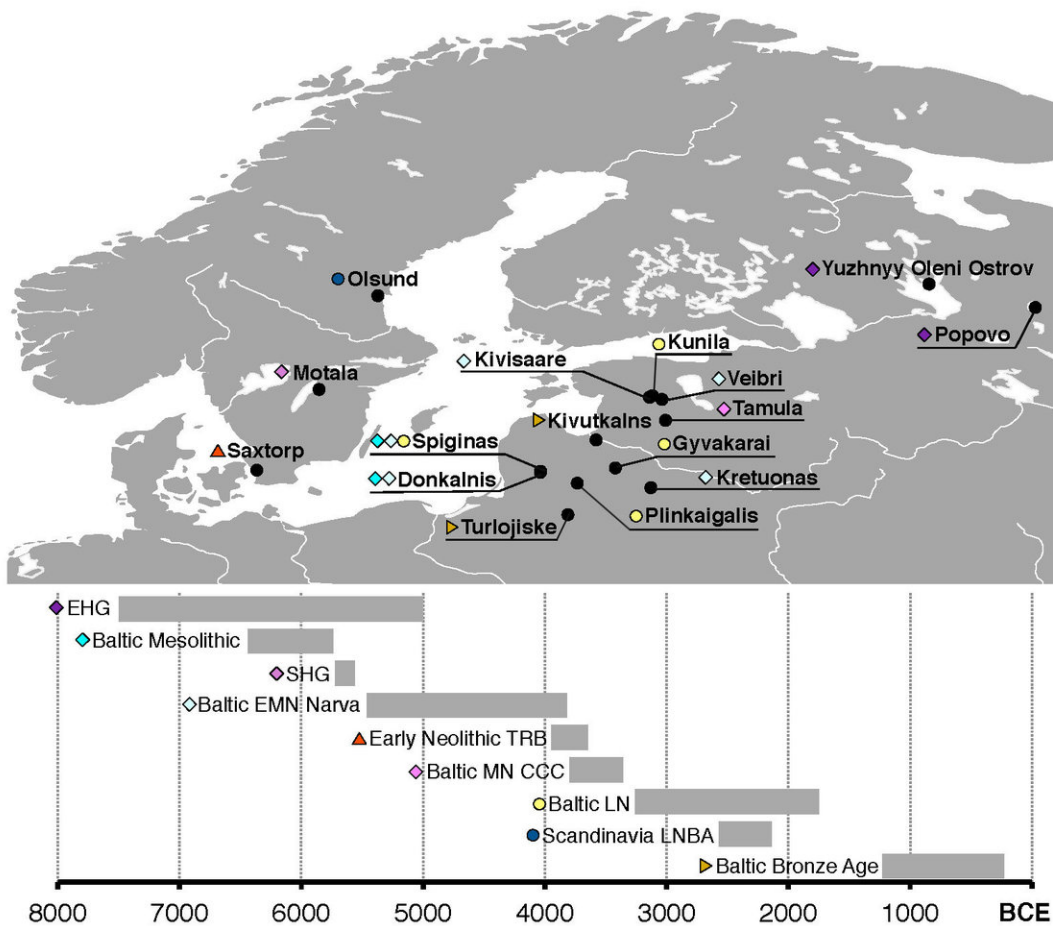 Yuzhnyy Oleni Ostrov
Olsund
Popovo
Kunila
Kivisaare
Motala
Veibri
Tamula
Kivutkalns
Saxtorp
Spiginas
Gyvakarai
Donkalnis
Kretuonas
Plinkaigalis
Turlojiske
EHG
Baltic Mesolithic
SHG
Baltic EMN Narva
Early Neolithic TRB
Baltic MN CCC
Baltic LN
Scandinavia LNBA
Baltic Bronze Age
8000 7000 6000 5000 4000 3000 2000 1000 BCE